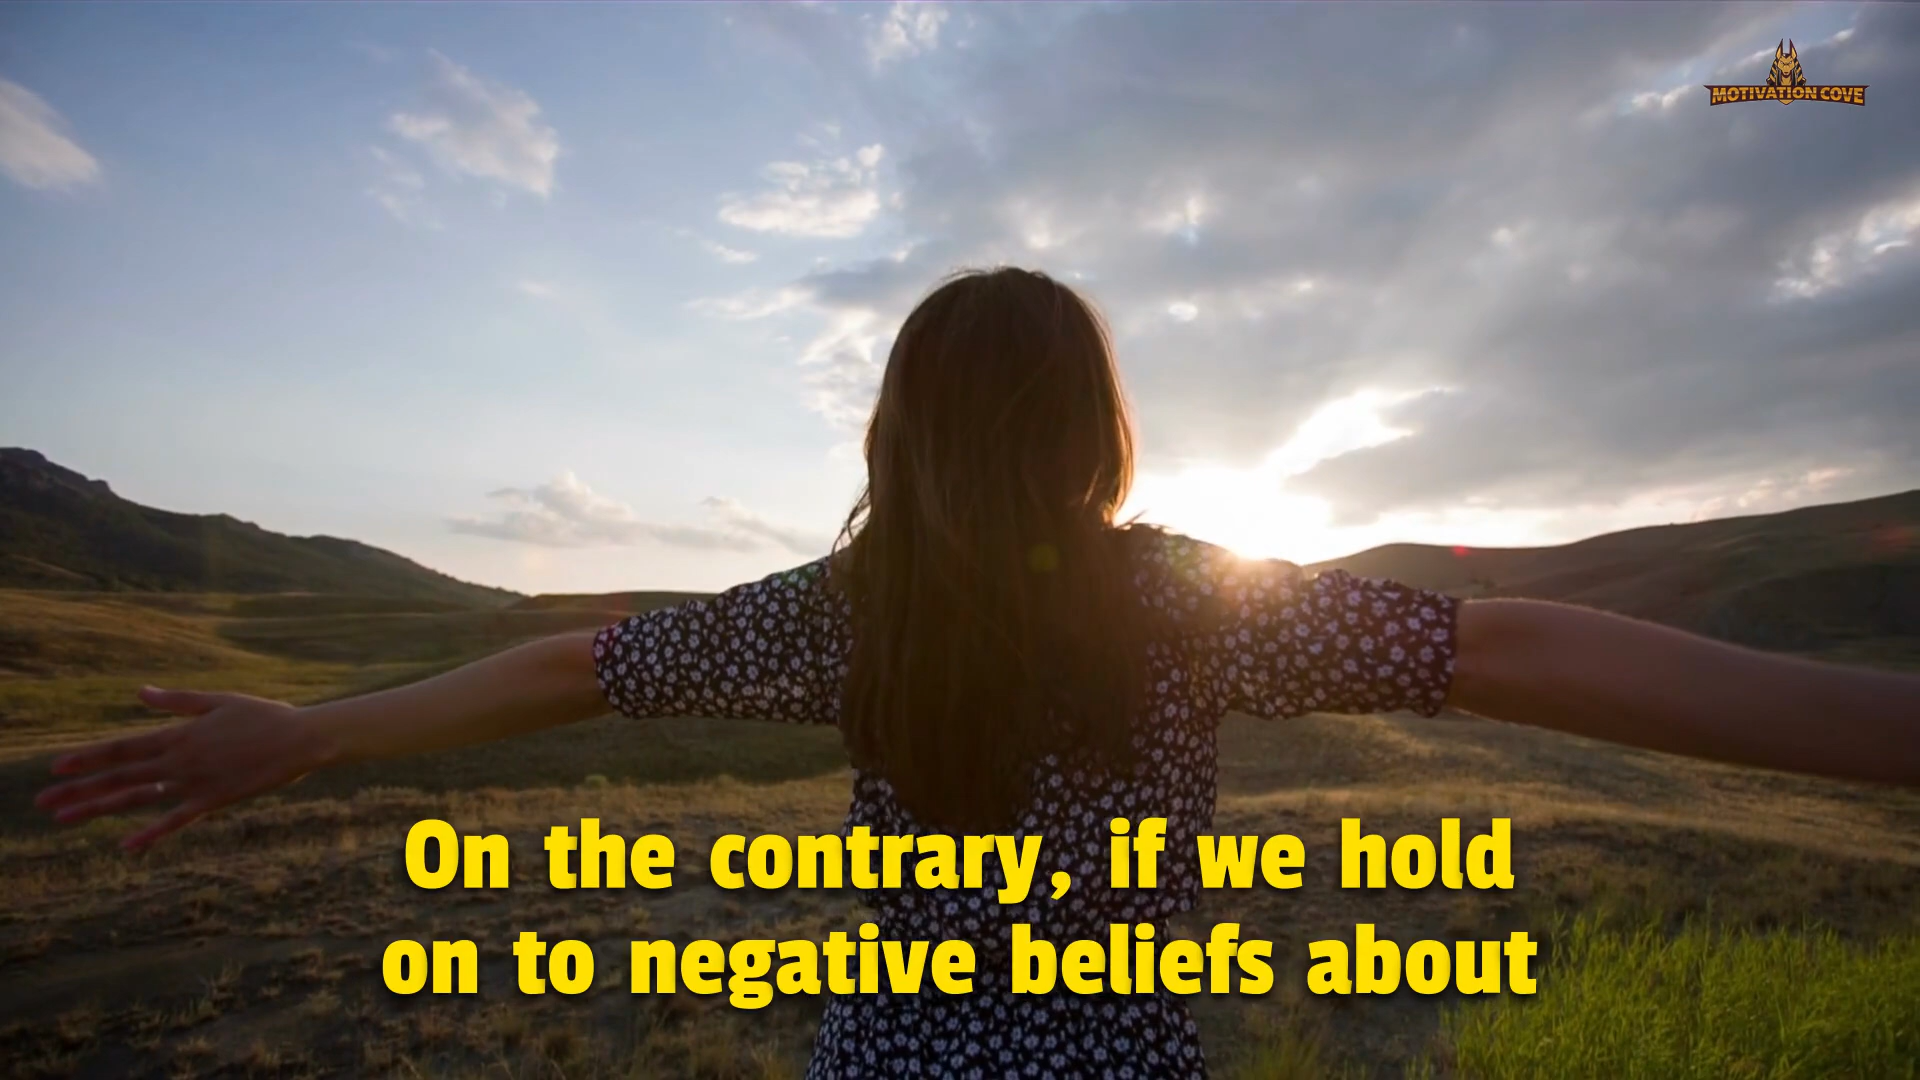 MOTIVATION COVE
On the contrary, if we hold
on to negative beliefs about